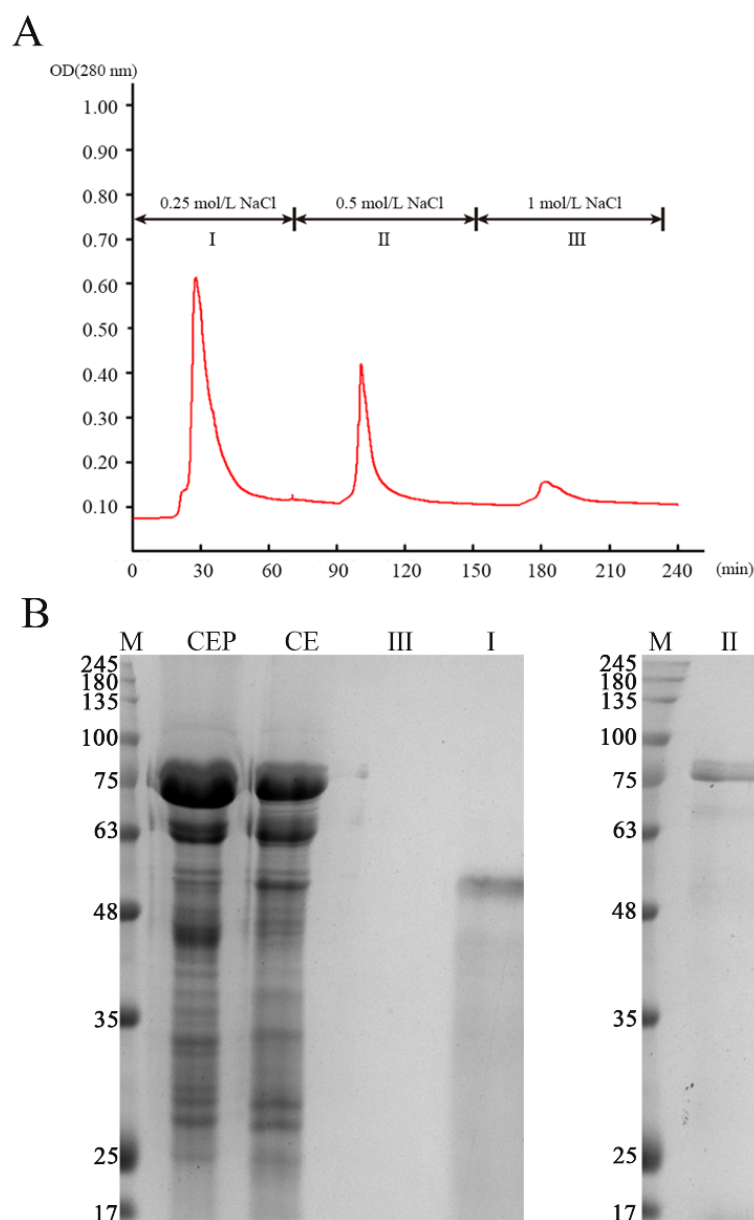 A
OD(280 nm)
1.00
0.90
0.80
0.25 mol/L NaCl 0.5 mol/L NaCl 1 mol/L NaCl
0.70
I II III
0.60
0.50
0.40
0.30
0.20
0.10
0 30 60 90 120 150 180 210 240 (min)
B
M CEP CE III I M II
245 245
180 180
135 135
100 100
75 75
63 63
48 48
35 35
25 25
17 17